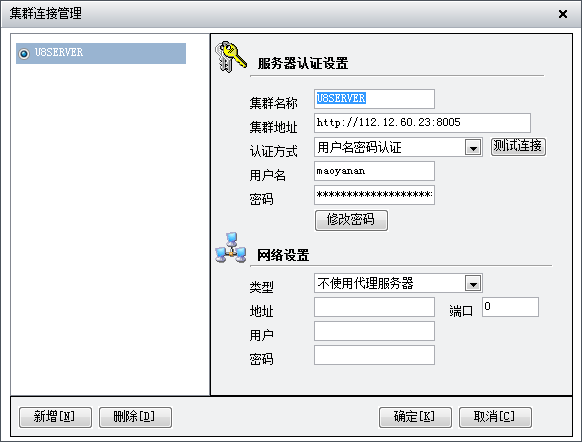 集群连接管理
U8SERVER
服务器认证设置
集群名称 U8SERVER
集群地址 http://112.12.60.23:8005
认证方式 用户名密码认证 测试连接
用户名 maoyanan
密码 *******************
修改密码
网络设置
类型 不使用代理服务器
地址 端口 0
用户
密码
新增[N] 删除[D] 确定[K] 取消[C]